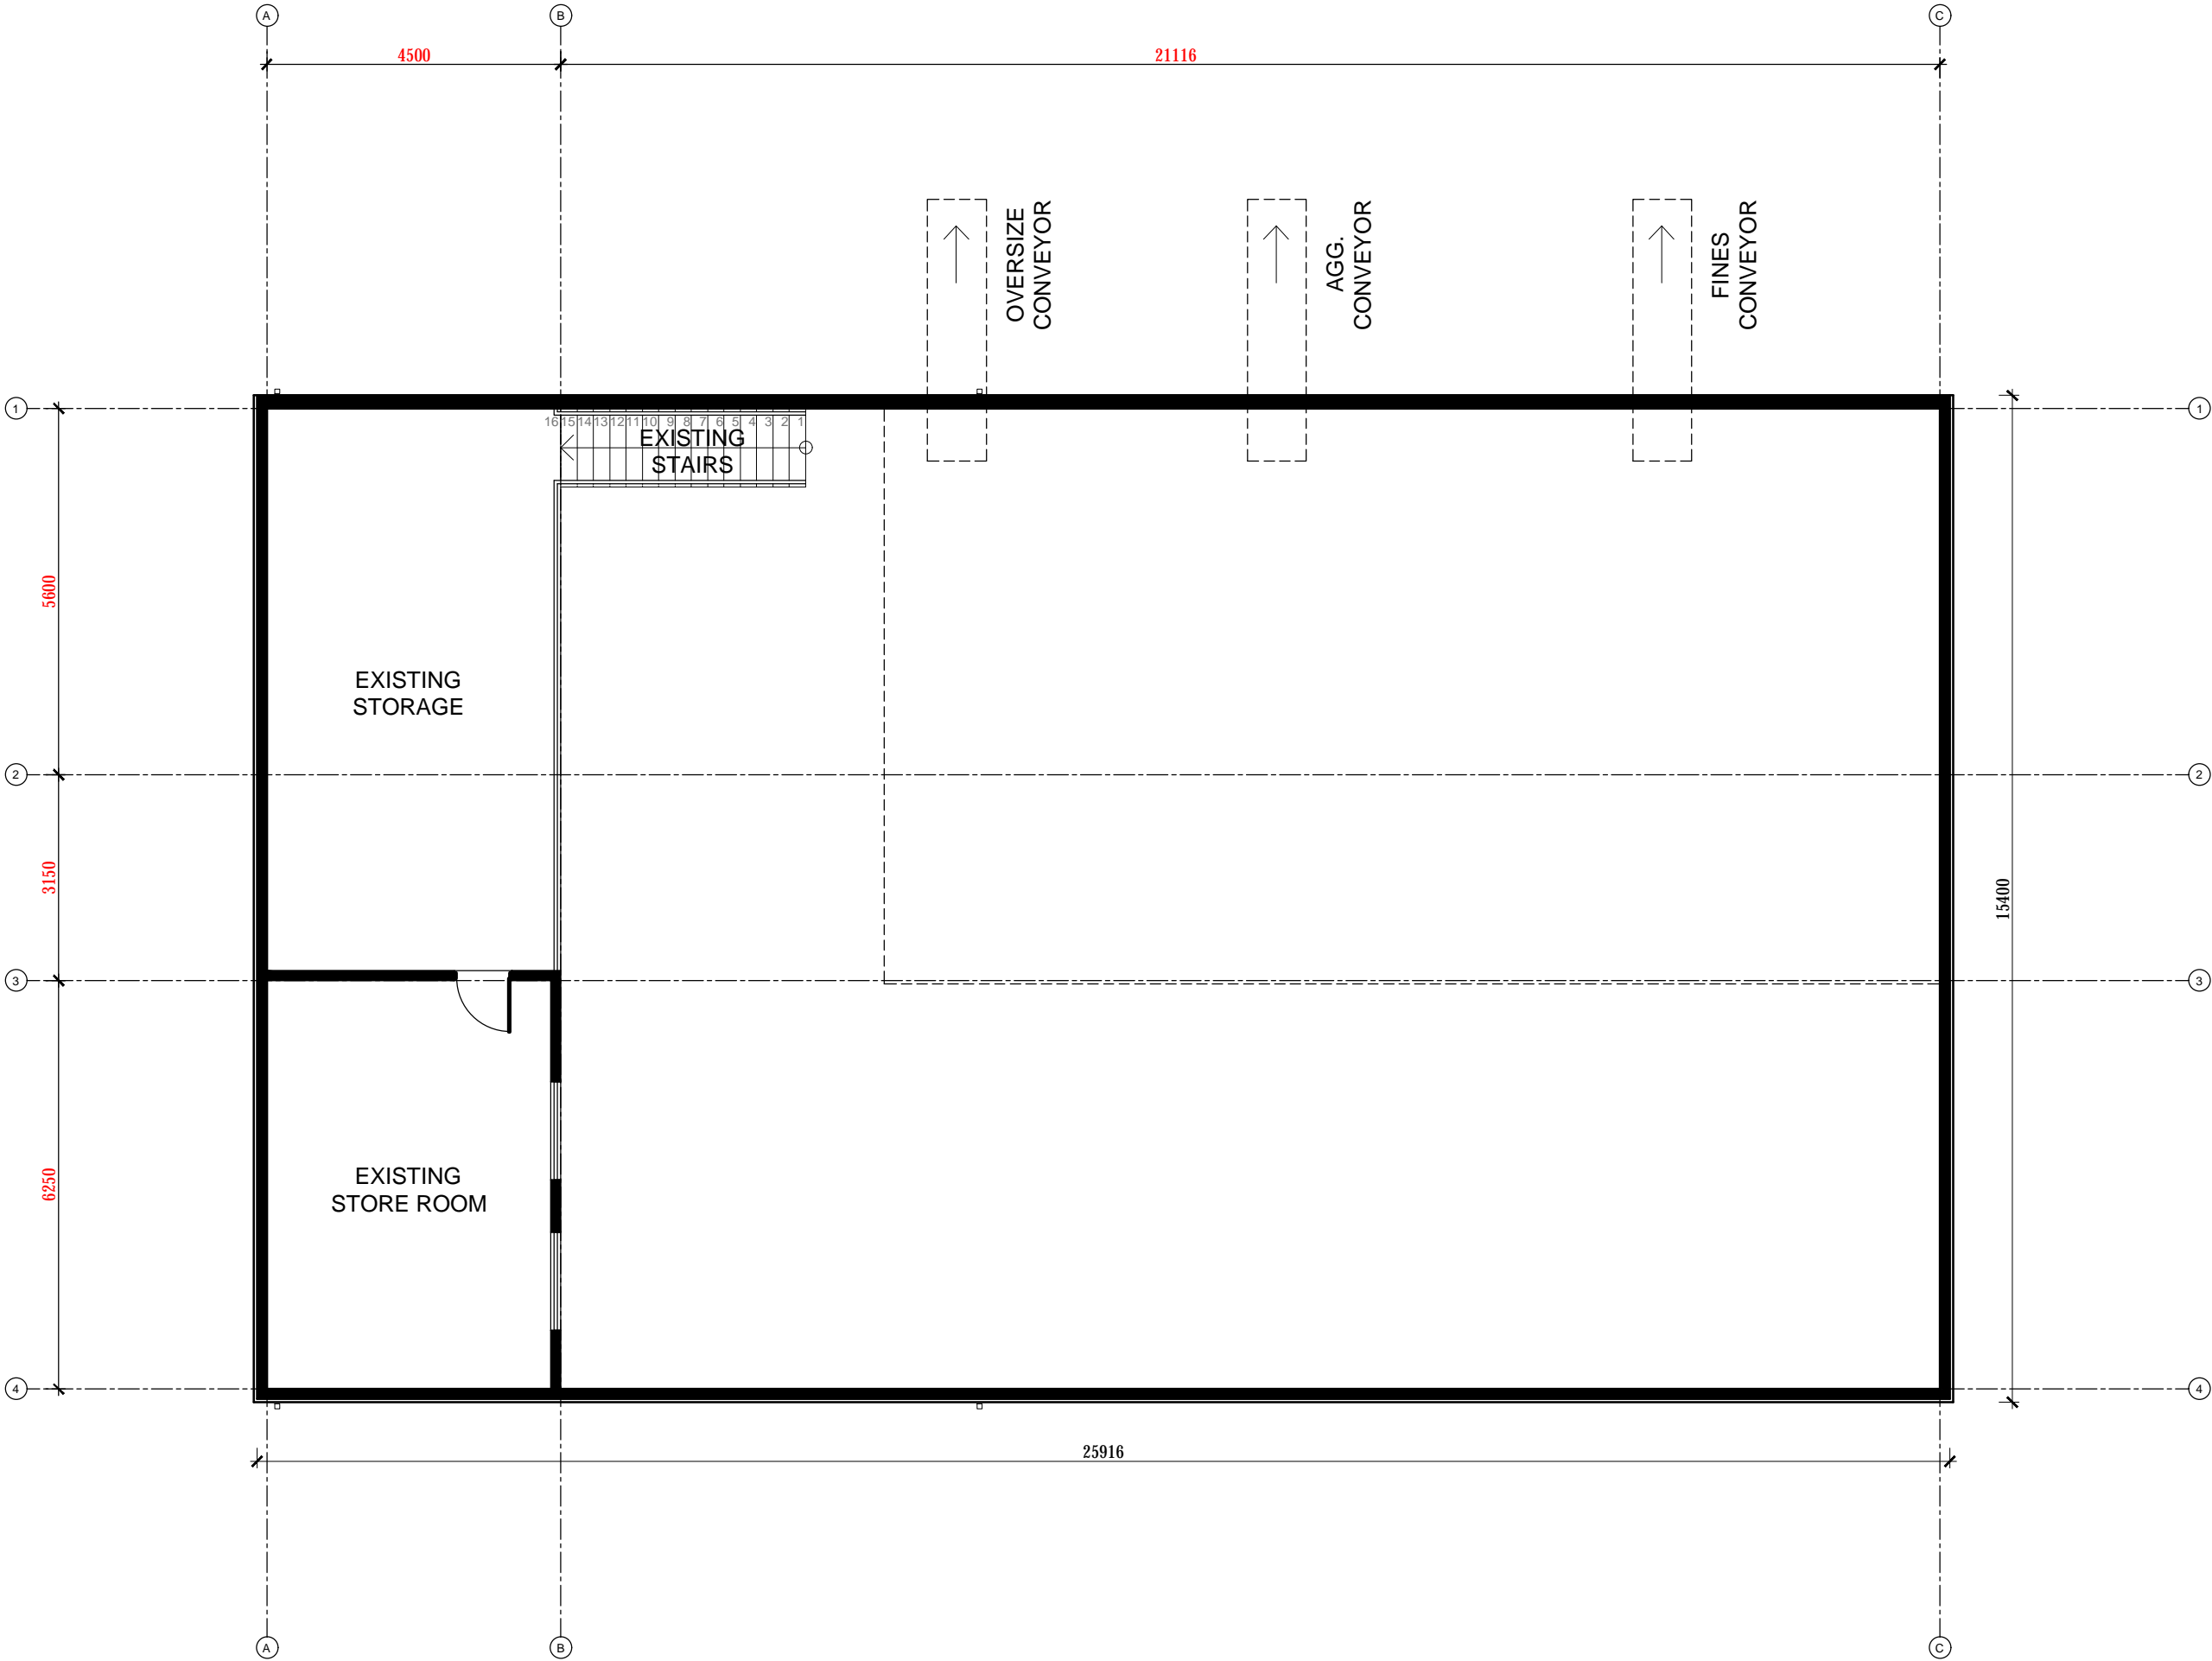 A
B
C
4500
21116
OVERSIZE
CONVEYOR
AGG.
CONVEYOR
FINES
CONVEYOR
1
1
16 15 14 13 12 11 10 9 8 7 6 5 4 3 2 1
EXISTING
STAIRS
5600
EXISTING
STORAGE
2
2
3150
15400
3
3
EXISTING
STORE ROOM
6250
4
4
25916
A
B
C